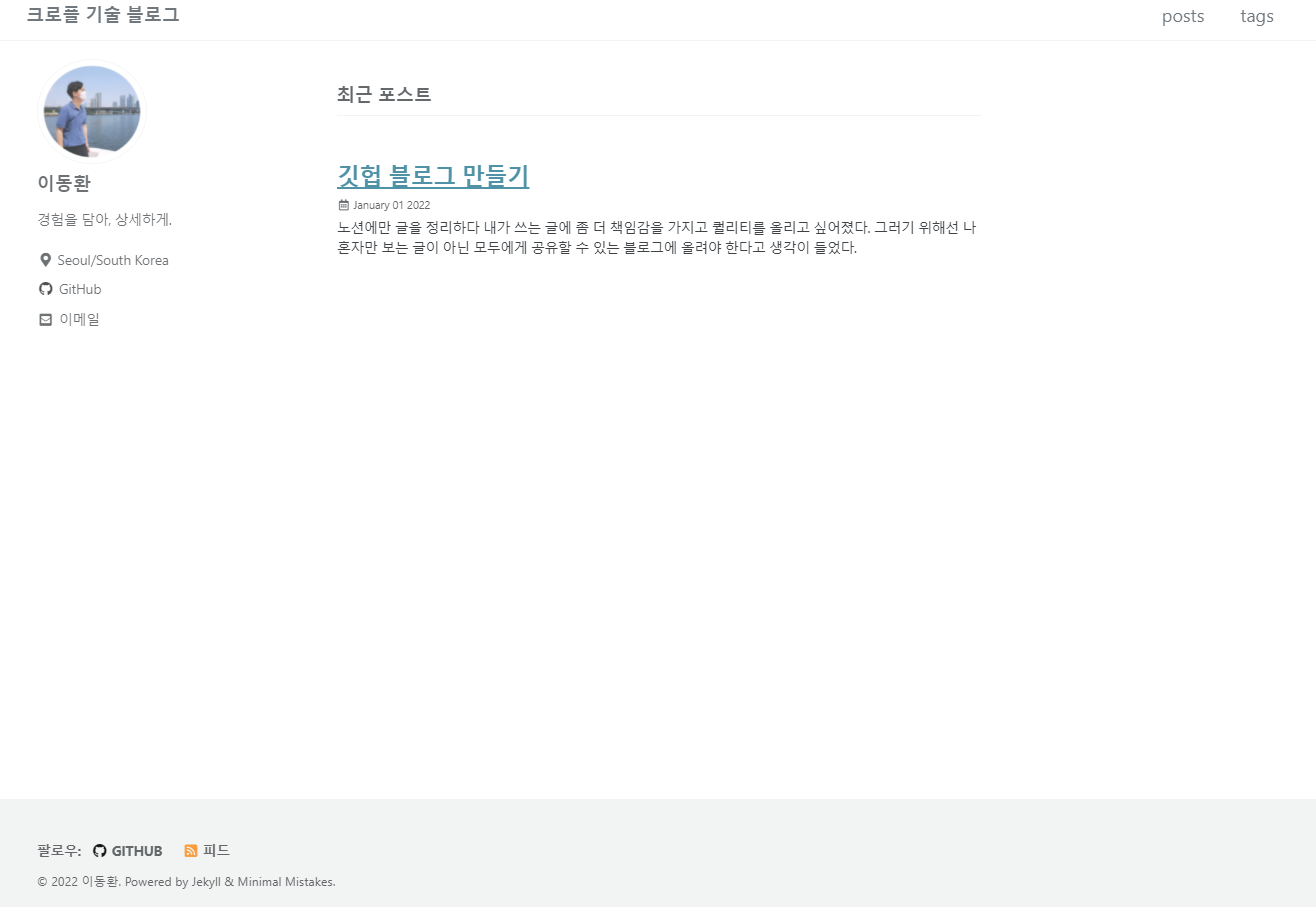 크로플 기술 블로그
posts
tags
이동환
경험을 담아, 상세하게.
Seoul/South Korea
GitHub
이메일
최근 포스트
깃헙 블로그 만들기
January 01 2022
노션에만 글을 정리하다 내가 쓰는 글에 좀 더 책임감을 가지고 퀄리티를 올리고 싶어졌다. 그러기 위해선 나
혼자만 보는 글이 아닌 모두에게 공유할 수 있는 블로그에 올려야 한다고 생각이 들었다.
팔로우: GITHUB 피드
© 2022 이동환. Powered by Jekyll & Minimal Mistakes.